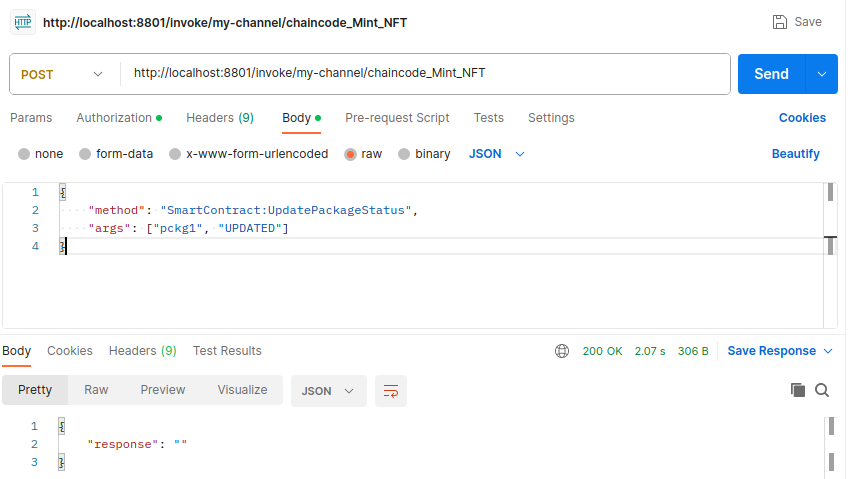 HTTP http://localhost:8801/invoke/my-channel/chaincode_Mint_NFT Save
POST http://localhost:8801/invoke/my-channel/chaincode_Mint_NFT Send
Params Authorization Headers (9) Body Pre-request Script Tests Settings Cookies
none form-data x-www-form-urlencoded raw binary JSON Beautify
1 {
2 "method": "SmartContract:UpdatePackageStatus",
3 "args": ["pckg1", "UPDATED"]
4 }
Body Cookies Headers (9) Test Results 200 OK 2.07 s 306 B Save Response
Pretty Raw Preview Visualize JSON
1 {
2 "response": ""
3 }